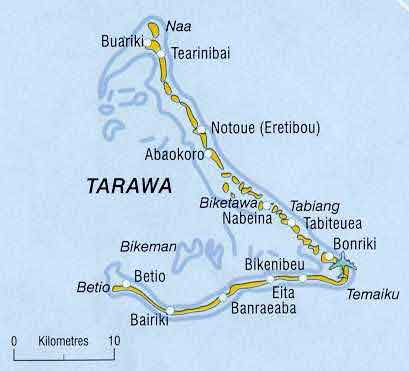 Naa
Buariki
Tearinibai
Notoue (Eretibou)
Abaokoro
TARAWA
Biketawa
Tabiang
Nabeina
Tabiteuea
Bikeman
Bonriki
Bikenibeu
Betio
Betio
Eita
Temaiku
Banraeaba
Bairiki
0 Kilometres 10